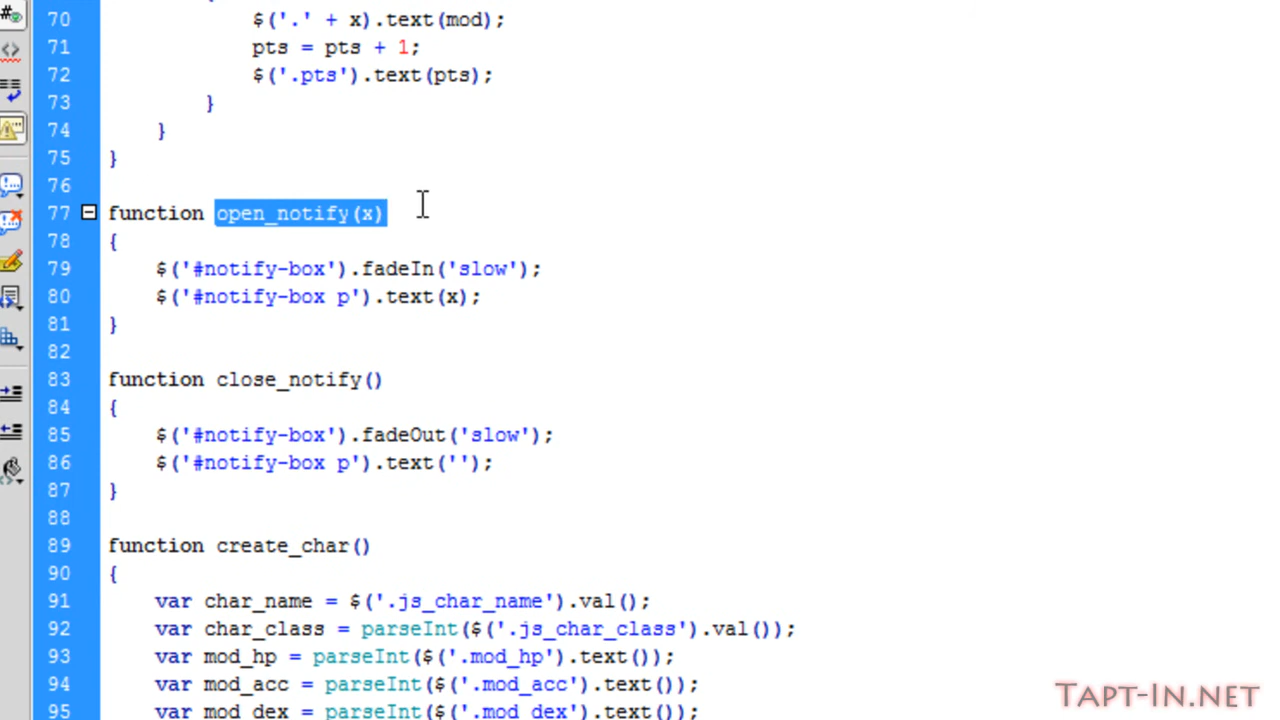 70 $('.' + x).text(mod);
71 pts = pts + 1;
72 $('.pts').text(pts);
73 }
74 }
75 }
76
77 function open_notify(x)
78 {
79 $('#notify-box').fadeIn('slow');
80 $('#notify-box p').text(x);
81 }
82
83 function close_notify()
84 {
85 $('#notify-box').fadeOut('slow');
86 $('#notify-box p').text('');
87 }
88
89 function create_char()
90 {
91 var char_name = $('.js_char_name').val();
92 var char_class = parseInt($('.js_char_class').val());
93 var mod_hp = parseInt($('.mod_hp').text());
94 var mod_acc = parseInt($('.mod_acc').text());
95 var mod_dex = parseInt($('.mod_dex').text());
Tapt-In.net